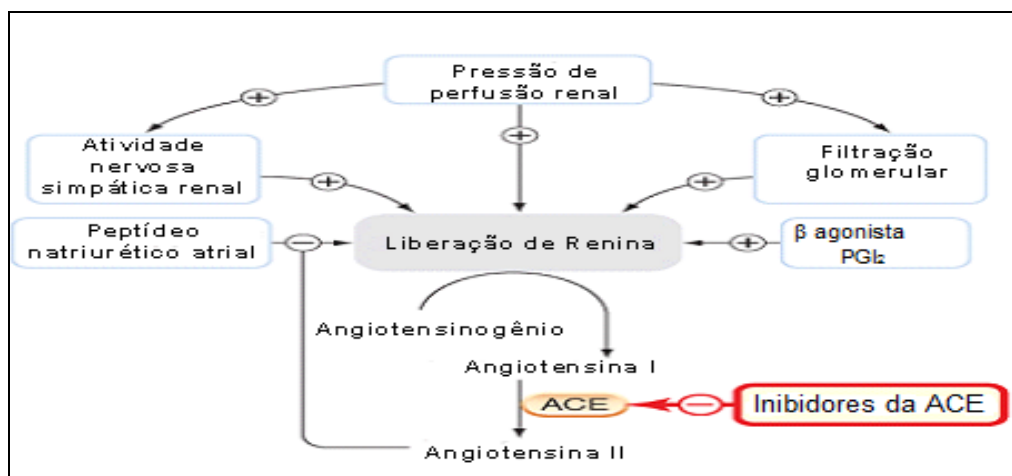 Pressão de
perfusão renal
+
+
+
Atividade
nervosa
simpática renal
Filtração
glomerular
+
+
Peptídeo
natriurético atrial
−
Liberação de Renina
+
β agonista
PGI₂
Angiotensinogênio
Angiotensina I
ACE
−
Inibidores da ACE
Angiotensina II